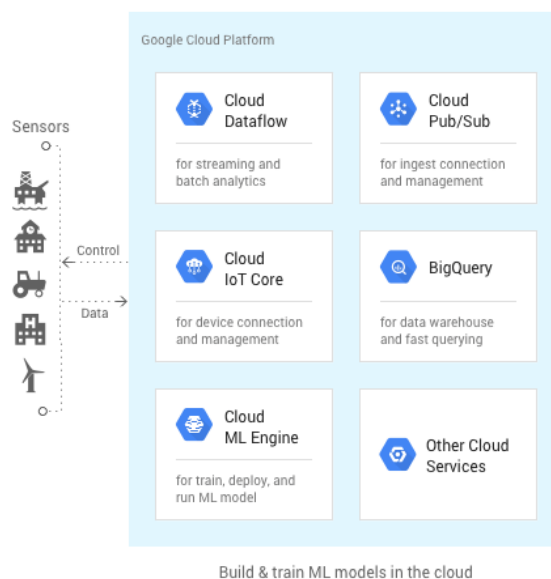 Google Cloud Platform
Sensors
Control
Data
Cloud
Dataflow
for streaming and
batch analytics
Cloud
Pub/Sub
for ingest connection
and management
Cloud
IoT Core
for device connection
and management
BigQuery
for data warehouse
and fast querying
Cloud
ML Engine
for train, deploy, and
run ML model
Other Cloud
Services
Build & train ML models in the cloud